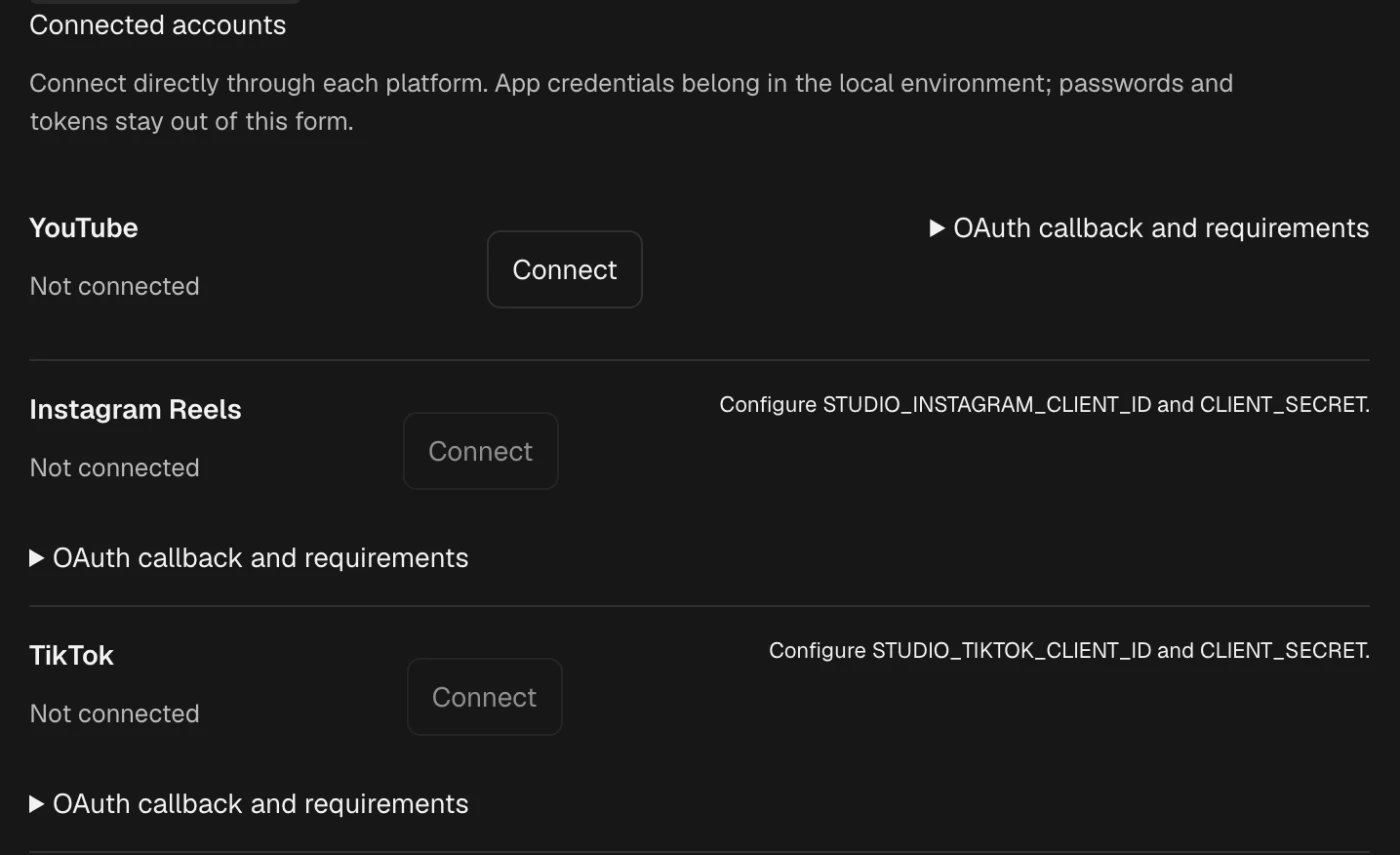 Connected accounts
Connect directly through each platform. App credentials belong in the local environment; passwords and
tokens stay out of this form.
YouTube
Not connected
Connect
▶ OAuth callback and requirements
Instagram Reels
Not connected
Connect
Configure STUDIO_INSTAGRAM_CLIENT_ID and CLIENT_SECRET.
▶ OAuth callback and requirements
TikTok
Not connected
Connect
Configure STUDIO_TIKTOK_CLIENT_ID and CLIENT_SECRET.
▶ OAuth callback and requirements